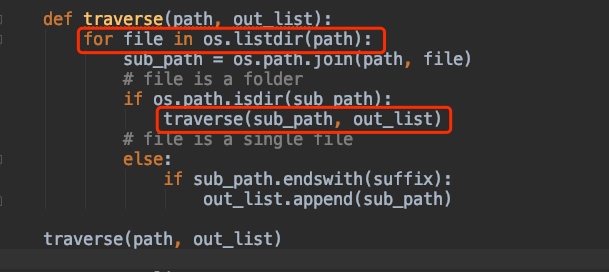 def traverse(path, out_list):
for file in os.listdir(path):
sub_path = os.path.join(path, file)
# file is a folder
if os.path.isdir(sub_path):
traverse(sub_path, out_list)
# file is a single file
else:
if sub_path.endswith(suffix):
out_list.append(sub_path)
traverse(path, out_list)